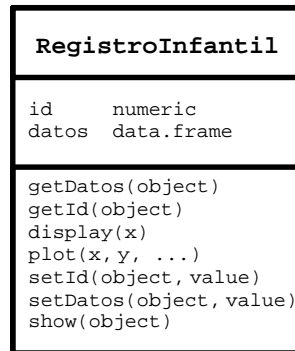 RegistroInfantil
id numeric
datos data.frame
getDatos(object)
getId(object)
display(x)
plot(x, y, ...)
setId(object, value)
setDatos(object, value)
show(object)